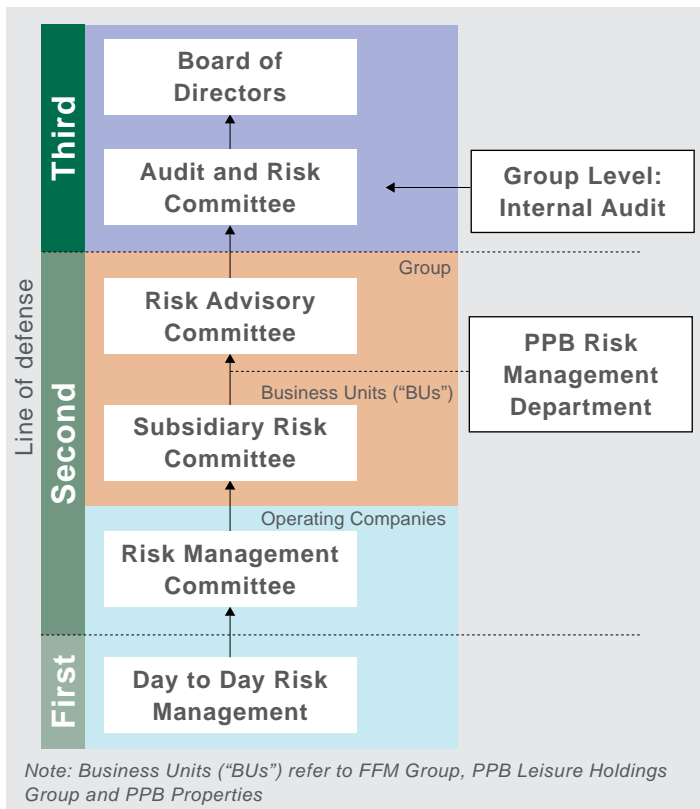 Line of defense
Third
Board of
Directors
Audit and Risk
Committee
Group Level:
Internal Audit
Group
Second
Risk Advisory
Committee
PPB Risk
Management
Department
Business Units (“BUs”)
Subsidiary Risk
Committee
Operating Companies
Risk Management
Committee
First
Day to Day Risk
Management
Note: Business Units (“BUs”) refer to FFM Group, PPB Leisure Holdings
Group and PPB Properties